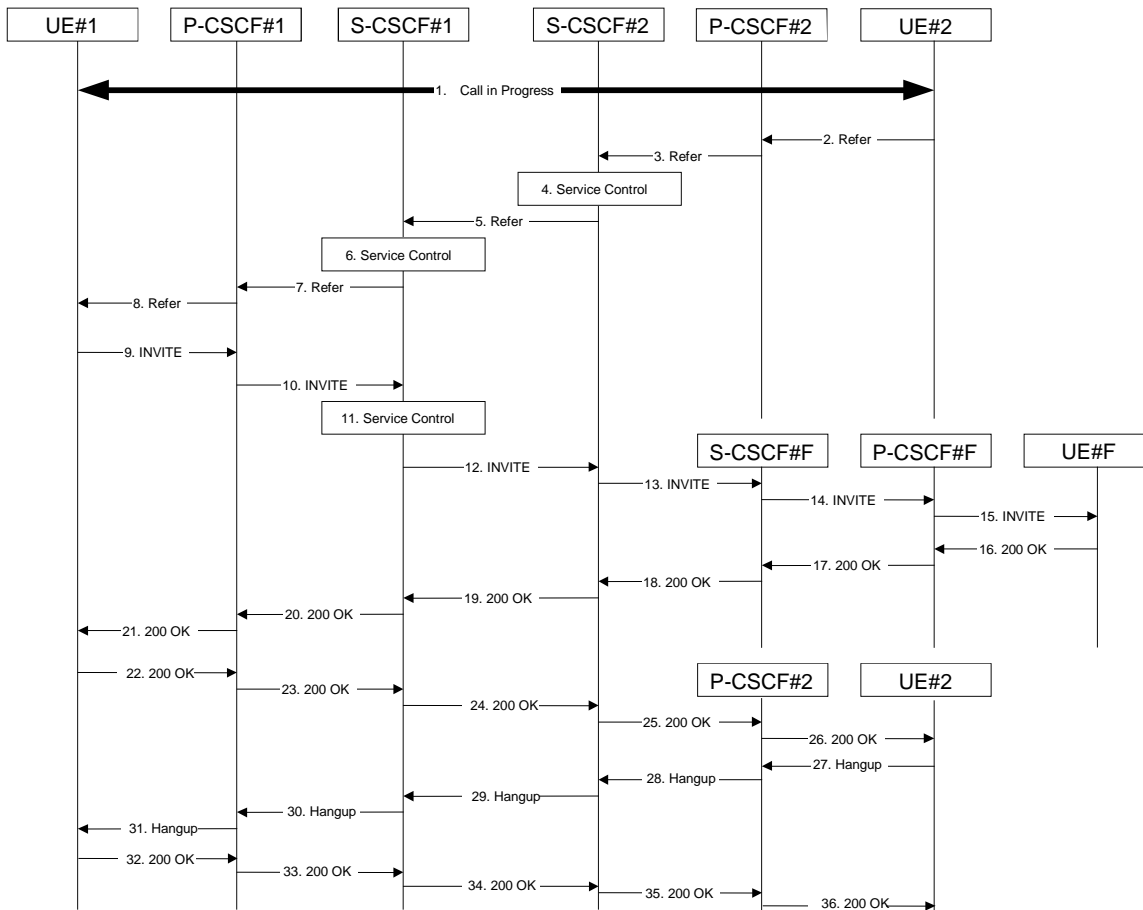 UE#1
P-CSCF#1
S-CSCF#1
S-CSCF#2
P-CSCF#2
UE#2
1. Call in Progress
2. Refer
3. Refer
4. Service Control
5. Refer
6. Service Control
7. Refer
8. Refer
9. INVITE
10. INVITE
11. Service Control
S-CSCF#F
P-CSCF#F
UE#F
12. INVITE
13. INVITE
14. INVITE
15. INVITE
16. 200 OK
17. 200 OK
18. 200 OK
19. 200 OK
20. 200 OK
21. 200 OK
P-CSCF#2
UE#2
22. 200 OK
23. 200 OK
24. 200 OK
25. 200 OK
26. 200 OK
27. Hangup
28. Hangup
29. Hangup
30. Hangup
31. Hangup
32. 200 OK
33. 200 OK
34. 200 OK
35. 200 OK
36. 200 OK